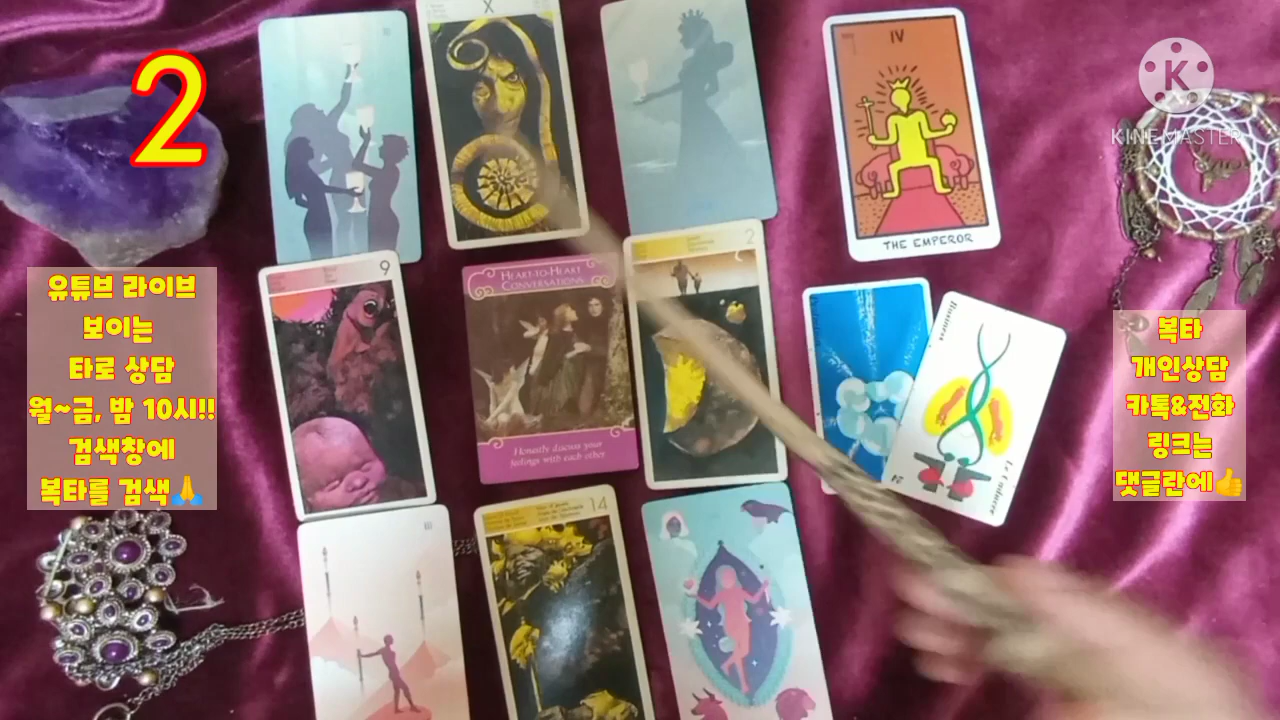 2
유튜브 라이브
보이는
타로 상담
월~금, 밤 10시!!
검색창에
복타를 검색🙏
X
IV
THE EMPEROR
KINEMASTER
9
HEART-TO-HEART
CONVERSATIONS
Honestly discuss your
feelings with each other
2
14
III
복타
개인상담
카톡&전화
링크는
댓글란에👍